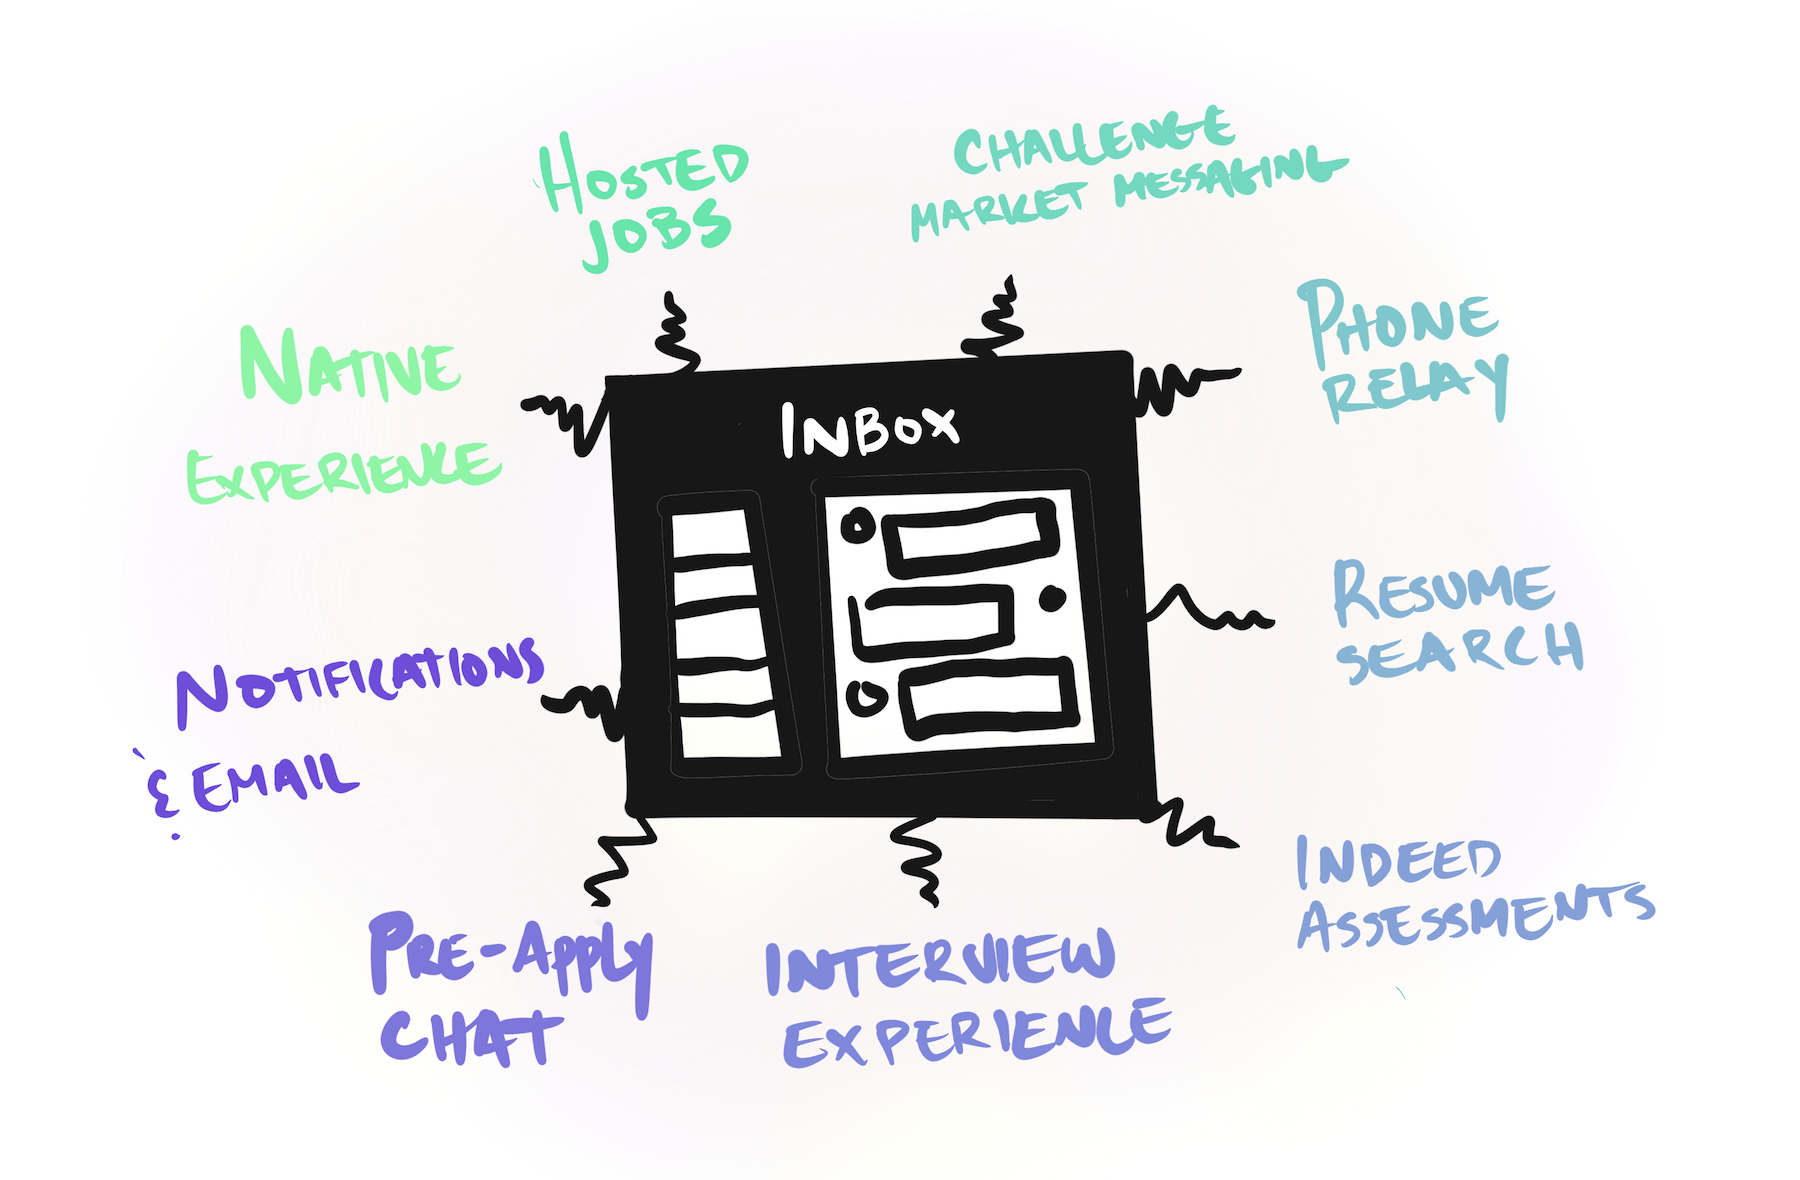 HOSTED
JOBS
CHALLENGE
MARKET MESSAGING
PHONE
RELAY
NATIVE
EXPERIENCE
INBOX
RESUME
SEARCH
NOTIFICATIONS
& EMAIL
INDEED
ASSESSMENTS
PRE-APPLY
CHAT
INTERVIEW
EXPERIENCE